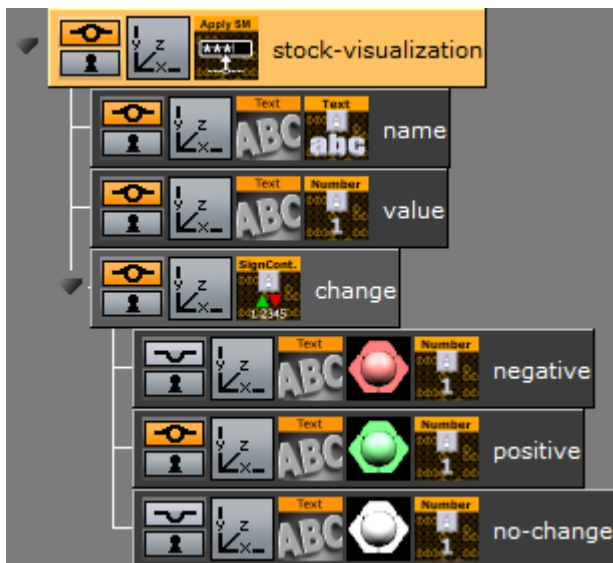 Apply SM
y z
x
***
stock-visualization
Text
Text
y z
x
ABC
A
abc
name
Text
Number
y z
x
ABC
A
1
value
SignCont.
y z
x
A
1 2345
change
Text
Number
y z
x
ABC
A
1
negative
Text
Number
y z
x
ABC
A
1
positive
Text
Number
y z
x
ABC
A
1
no-change